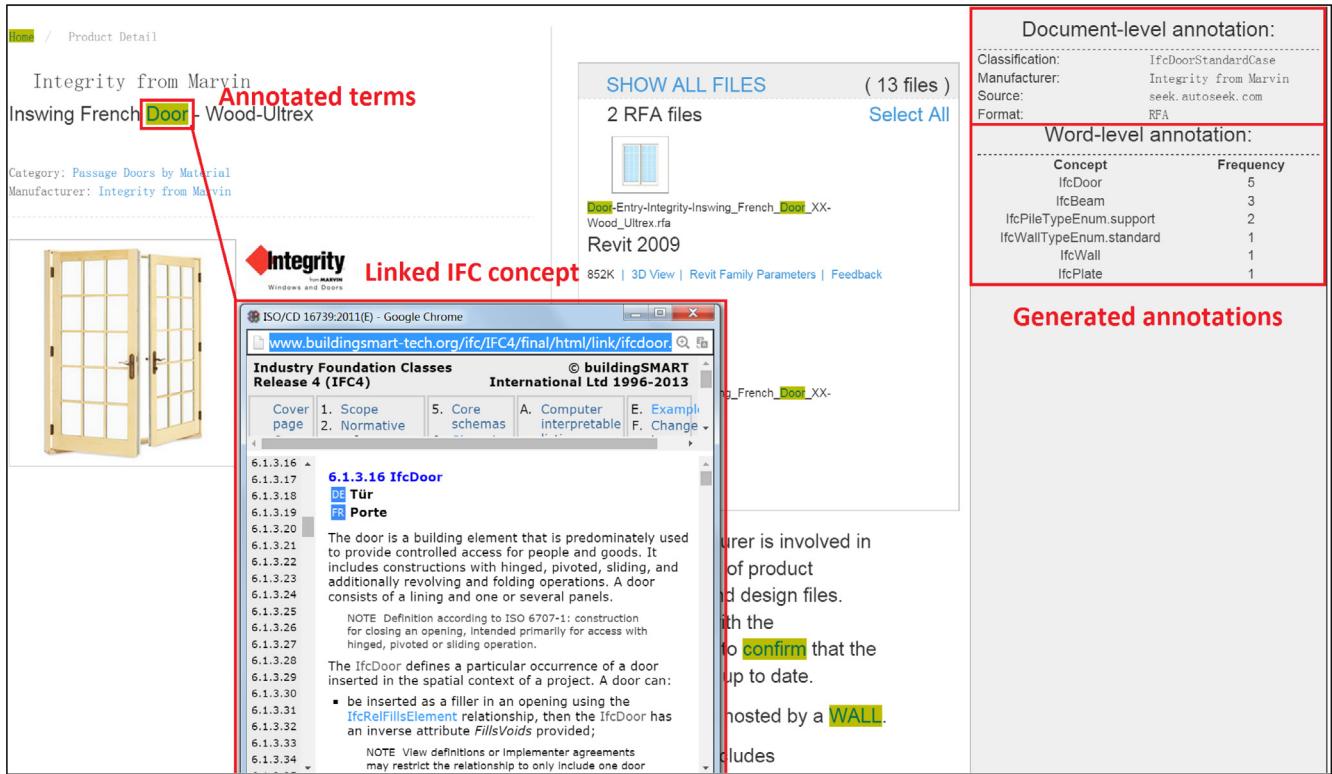 Home / Product Detail
Integrity from Marvin
Annotated terms
Inswing French Door - Wood-Ultrex
Category: Passage Doors by Material
Manufacturer: Integrity from Marvin
Integrity
from MARVIN
Windows and Doors
Linked IFC concept
SHOW ALL FILES ( 13 files )
2 RFA files Select All
Door-Entry-Integrity-Inswing_French_Door_XX-
Wood_Ultrex.rfa
Revit 2009
852K | 3D View | Revit Family Parameters | Feedback
ng_French_Door_XX-
urer is involved in
of product
d design files.
ith the
to confirm that the
up to date.
hosted by a WALL.
cludes
ISO/CD 16739:2011(E) - Google Chrome
www.buildingsmart-tech.org/ifc/IFC4/final/html/link/ifcdoor.
Industry Foundation Classes © buildingSMART
Release 4 (IFC4) International Ltd 1996-2013
Cover 1. Scope 5. Core A. Computer E. Example
page 2. Normative schemas interpretable F. Change
6.1.3.16
6.1.3.17
6.1.3.18
6.1.3.19
6.1.3.20
6.1.3.21
6.1.3.22
6.1.3.23
6.1.3.24
6.1.3.25
6.1.3.26
6.1.3.27
6.1.3.28
6.1.3.29
6.1.3.30
6.1.3.31
6.1.3.32
6.1.3.33
6.1.3.34
6.1.3.16 IfcDoor
DE Tür
FR Porte
The door is a building element that is predominately used
to provide controlled access for people and goods. It
includes constructions with hinged, pivoted, sliding, and
additionally revolving and folding operations. A door
consists of a lining and one or several panels.
NOTE Definition according to ISO 6707-1: construction
for closing an opening, intended primarily for access with
hinged, pivoted or sliding operation.
The IfcDoor defines a particular occurrence of a door
inserted in the spatial context of a project. A door can:
▪ be inserted as a filler in an opening using the
IfcRelFillsElement relationship, then the IfcDoor has
an inverse attribute FillsVoids provided;
NOTE View definitions or implementer agreements
may restrict the relationship to only include one door
Document-level annotation:
Classification: IfcDoorStandardCase
Manufacturer: Integrity from Marvin
Source: seek.autoseek.com
Format: RFA
Word-level annotation:
Concept Frequency
IfcDoor 5
IfcBeam 3
IfcPileTypeEnum.support 2
IfcWallTypeEnum.standard 1
IfcWall 1
IfcPlate 1
Generated annotations